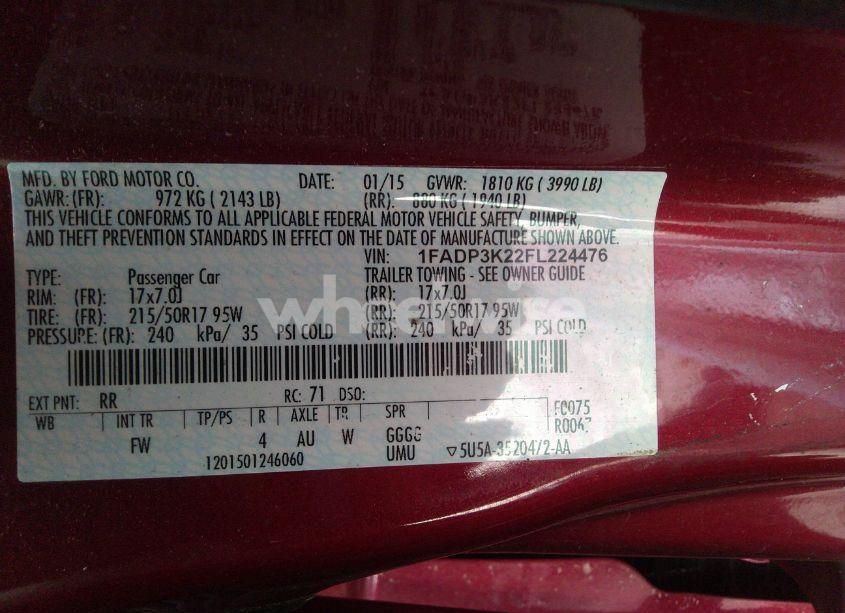 MFD. BY FORD MOTOR CO. DATE: 01/15 GVWR: 1810 KG ( 3990 LB)
GAWR: (FR): 972 KG ( 2143 LB) (RR): 880 KG ( 1940 LB)
THIS VEHICLE CONFORMS TO ALL APPLICABLE FEDERAL MOTOR VEHICLE SAFETY, BUMPER,
AND THEFT PREVENTION STANDARDS IN EFFECT ON THE DATE OF MANUFACTURE SHOWN ABOVE.
VIN: 1FADP3K22FL224476
TYPE: Passenger Car TRAILER TOWING - SEE OWNER GUIDE
RIM: (FR): 17x7.0J (RR): 17x7.0J
TIRE: (FR): 215/50R17 95W (RR): 215/50R17 95W
PRESSURE: (FR): 240 kPa/ 35 PSI COLD (RR): 240 kPa/ 35 PSI COLD
EXT PNT: RR RC: 71 DSO:
WB INT TR TP/PS R AXLE TR SPR F0075
FW 4 AU W GGGG
UMU ▽5U5A-3520472-AA
1201501246060